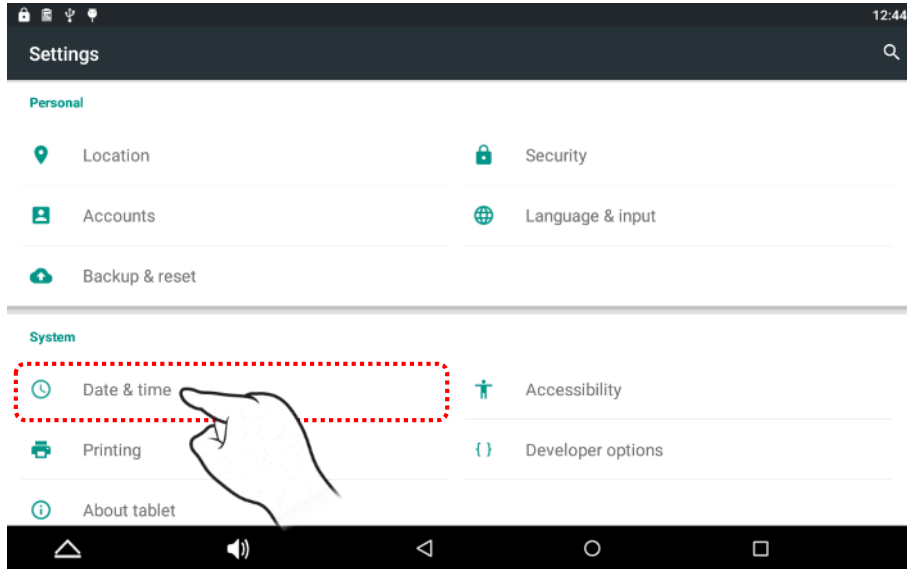 12:44
Settings
Personal
Location
Security
Accounts
Language & input
Backup & reset
System
Date & time
Accessibility
Printing
{ } Developer options
About tablet